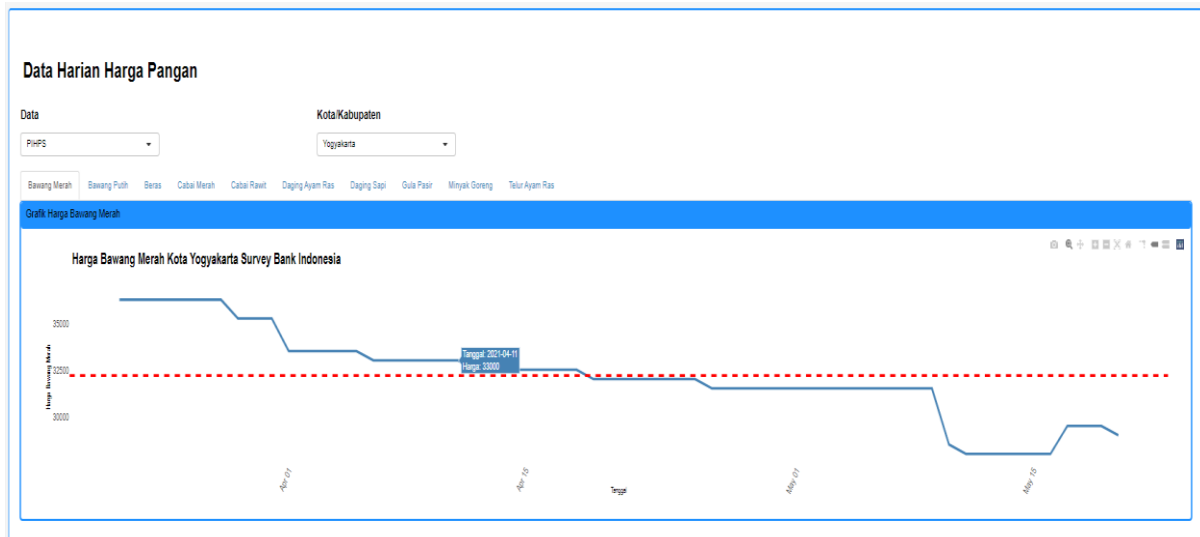 Data Harian Harga Pangan
Data Kota/Kabupaten
PIHPS Yogyakarta
Bawang Merah Bawang Putih Beras Cabai Merah Cabai Rawit Daging Ayam Ras Daging Sapi Gula Pasir Minyak Goreng Telur Ayam Ras
Grafik Harga Bawang Merah
Harga Bawang Merah Kota Yogyakarta Survey Bank Indonesia
Harga Bawang Merah
35000
32500
30000
Tanggal: 2021-04-11
Harga: 33000
Apr 01 Apr 15 May 01 May 15
Tanggal